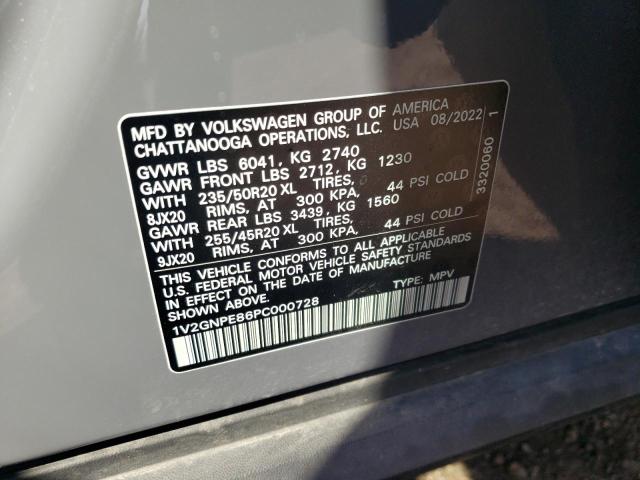 MFD BY VOLKSWAGEN GROUP OF AMERICA
CHATTANOOGA OPERATIONS, LLC. USA 08/2022
GVWR LBS 6041, KG 2740
GAWR FRONT LBS 2712, KG 1230
WITH 235/50R20 XL TIRES,
8JX20 RIMS, AT 300 KPA, 44 PSI COLD
GAWR REAR LBS 3439, KG 1560
WITH 255/45R20 XL TIRES,
9JX20 RIMS, AT 300 KPA, 44 PSI COLD
THIS VEHICLE CONFORMS TO ALL APPLICABLE
U.S. FEDERAL MOTOR VEHICLE SAFETY STANDARDS
IN EFFECT ON THE DATE OF MANUFACTURE
SHOWN ABOVE.
TYPE: MPV
1V2GNPE86PC000728
3320060 1